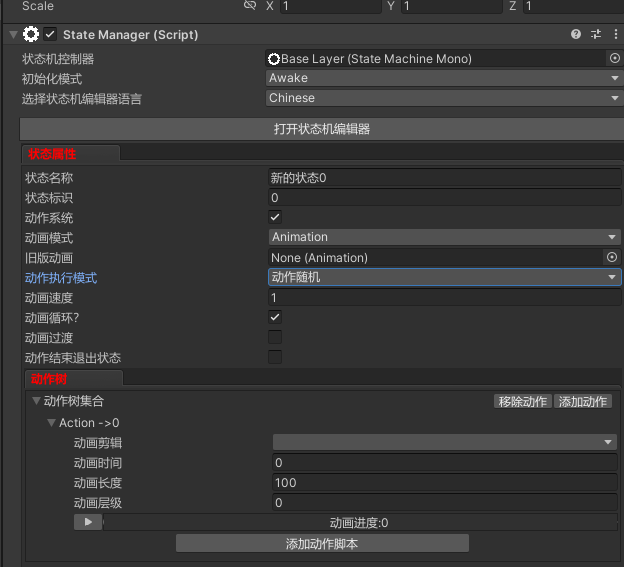 Scale X 1 Y 1 Z 1
State Manager (Script)
状态机控制器 Base Layer (State Machine Mono)
初始化模式 Awake
选择状态机编辑器语言 Chinese
打开状态机编辑器
状态属性
状态名称 新的状态0
状态标识 0
动作系统
动画模式 Animation
旧版动画 None (Animation)
动作执行模式 动作随机
动画速度 1
动画循环?
动画过渡
动作结束退出状态
动作树
动作树集合 移除动作 添加动作
Action ->0
动画剪辑
动画时间 0
动画长度 100
动画层级 0
动画进度:0
添加动作脚本